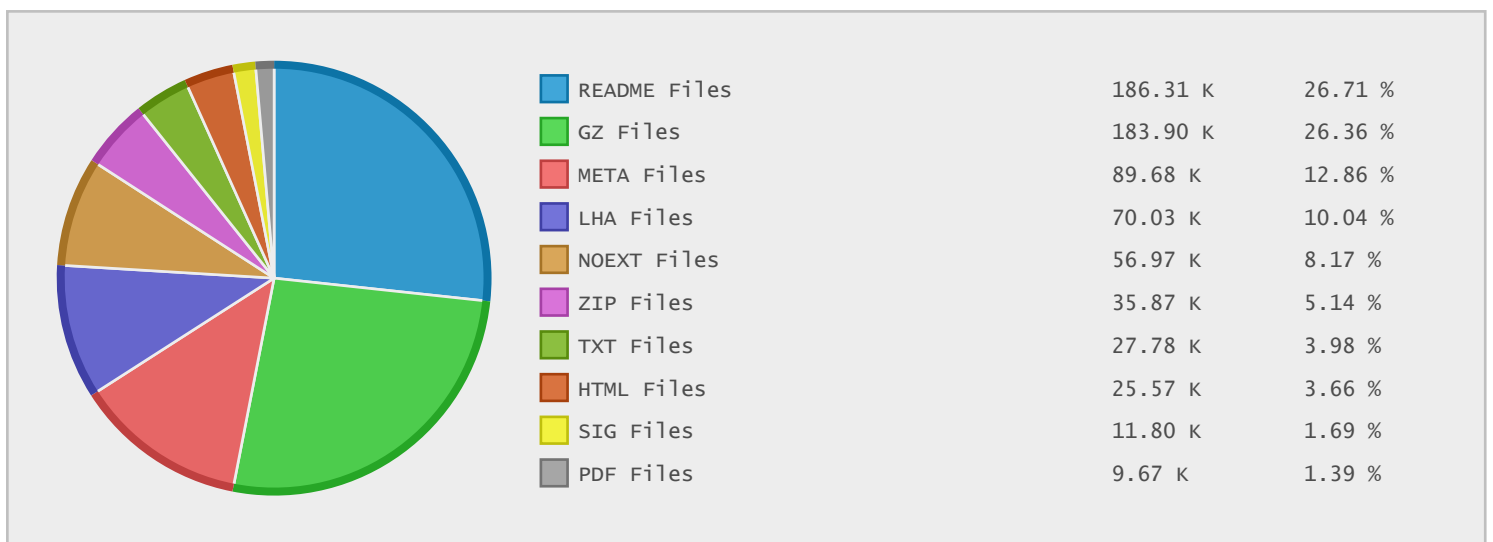 README Files 186.31 K 26.71 %
GZ Files 183.90 K 26.36 %
META Files 89.68 K 12.86 %
LHA Files 70.03 K 10.04 %
NOEXT Files 56.97 K 8.17 %
ZIP Files 35.87 K 5.14 %
TXT Files 27.78 K 3.98 %
HTML Files 25.57 K 3.66 %
SIG Files 11.80 K 1.69 %
PDF Files 9.67 K 1.39 %